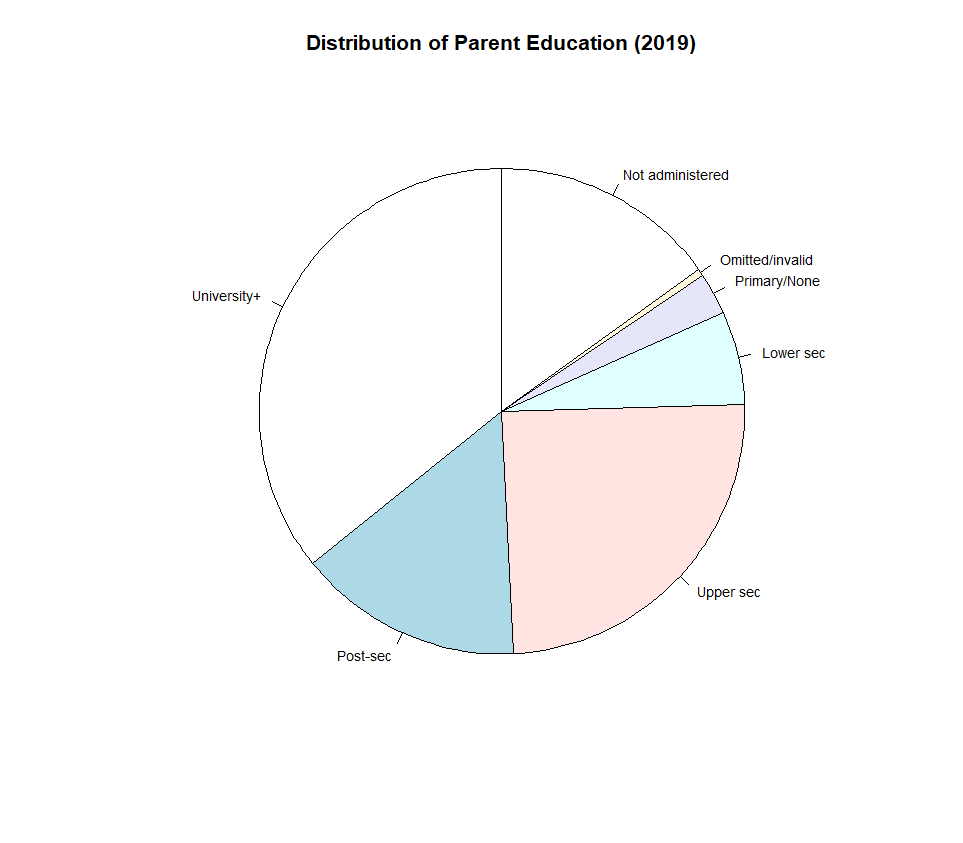 Distribution of Parent Education (2019)
Not administered
Omitted/invalid
Primary/None
University+
Lower sec
Upper sec
Post-sec